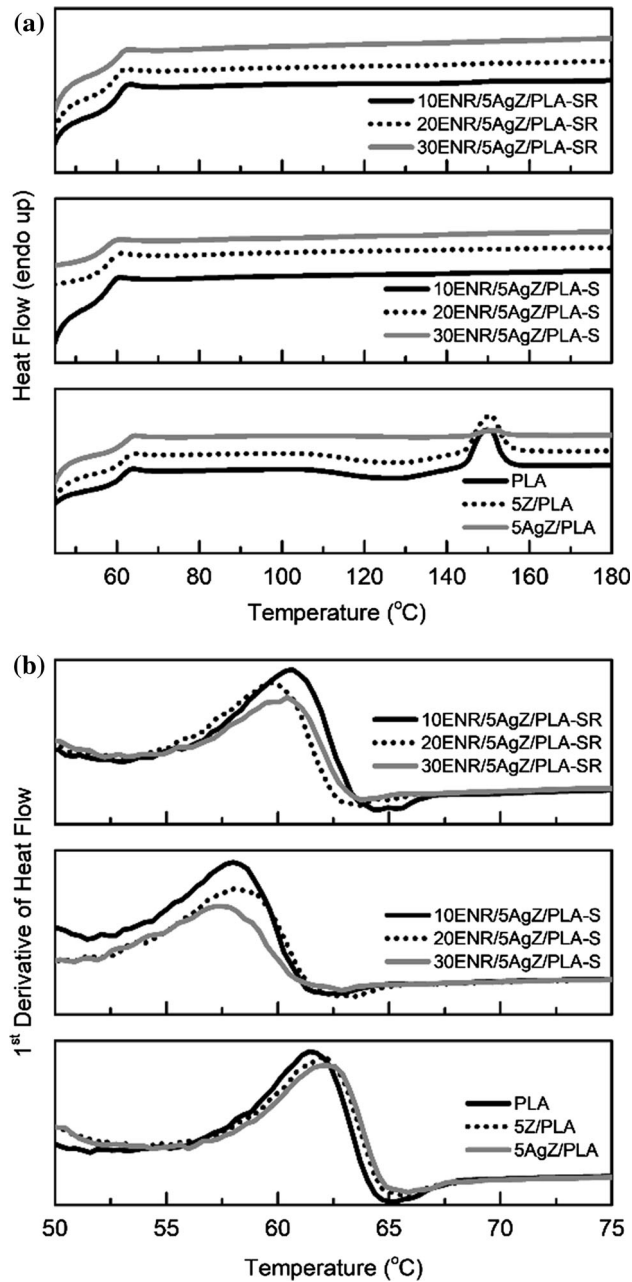 (a)
10ENR/5AgZ/PLA-SR
20ENR/5AgZ/PLA-SR
30ENR/5AgZ/PLA-SR
Heat Flow (endo up)
10ENR/5AgZ/PLA-S
20ENR/5AgZ/PLA-S
30ENR/5AgZ/PLA-S
PLA
5Z/PLA
5AgZ/PLA
60 80 100 120 140 160 180
Temperature (°C)
(b)
10ENR/5AgZ/PLA-SR
20ENR/5AgZ/PLA-SR
30ENR/5AgZ/PLA-SR
1st Derivative of Heat Flow
10ENR/5AgZ/PLA-S
20ENR/5AgZ/PLA-S
30ENR/5AgZ/PLA-S
PLA
5Z/PLA
5AgZ/PLA
50 55 60 65 70 75
Temperature (°C)